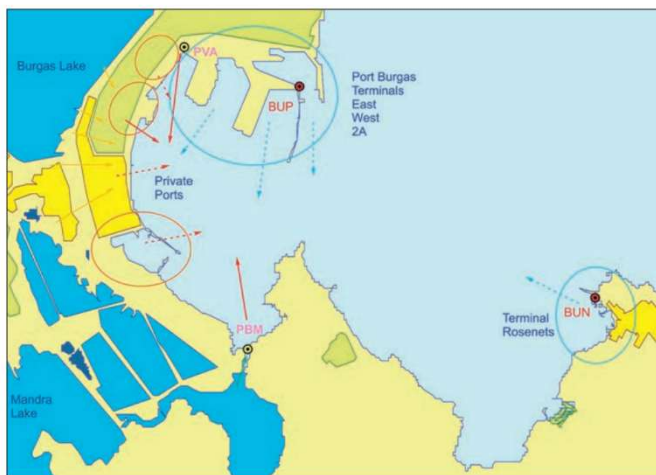 Burgas Lake
PVA
Port Burgas
Terminals
East
West
2A
BUP
Private
Ports
PBM
BUN
Terminal
Rosenets
Mandra
Lake